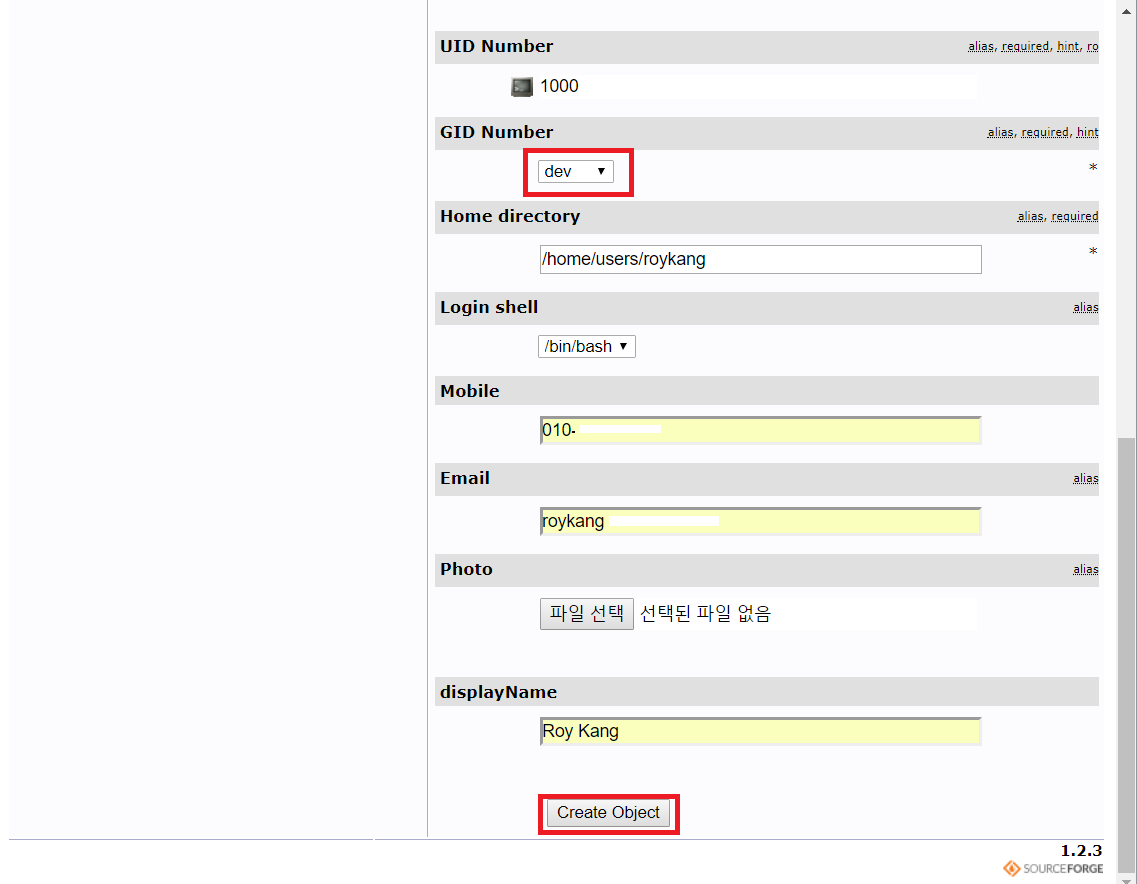 UID Number alias, required, hint, ro
1000
GID Number alias, required, hint
dev *
Home directory alias, required
/home/users/roykang *
Login shell alias
/bin/bash
Mobile
010-
Email alias
roykang
Photo alias
파일 선택 선택된 파일 없음
displayName
Roy Kang
Create Object
1.2.3
SOURCEFORGE